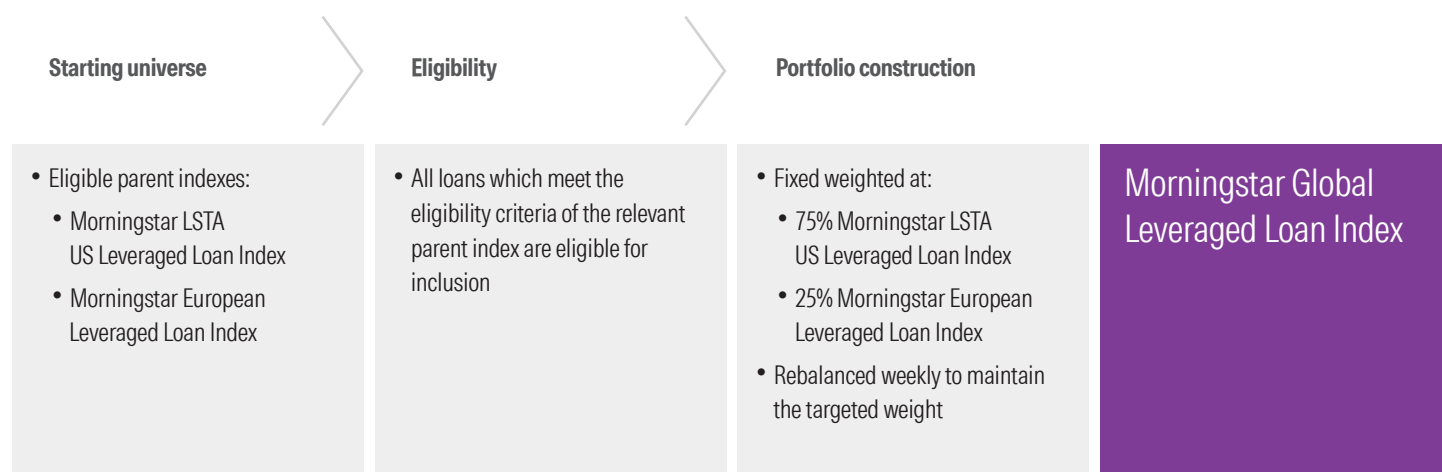 Starting universe
Eligibility
Portfolio construction
• Eligible parent indexes:
• Morningstar LSTA
US Leveraged Loan Index
• Morningstar European
Leveraged Loan Index
• All loans which meet the
eligibility criteria of the relevant
parent index are eligible for
inclusion
• Fixed weighted at:
• 75% Morningstar LSTA
US Leveraged Loan Index
• 25% Morningstar European
Leveraged Loan Index
• Rebalanced weekly to maintain
the targeted weight
Morningstar Global
Leveraged Loan Index